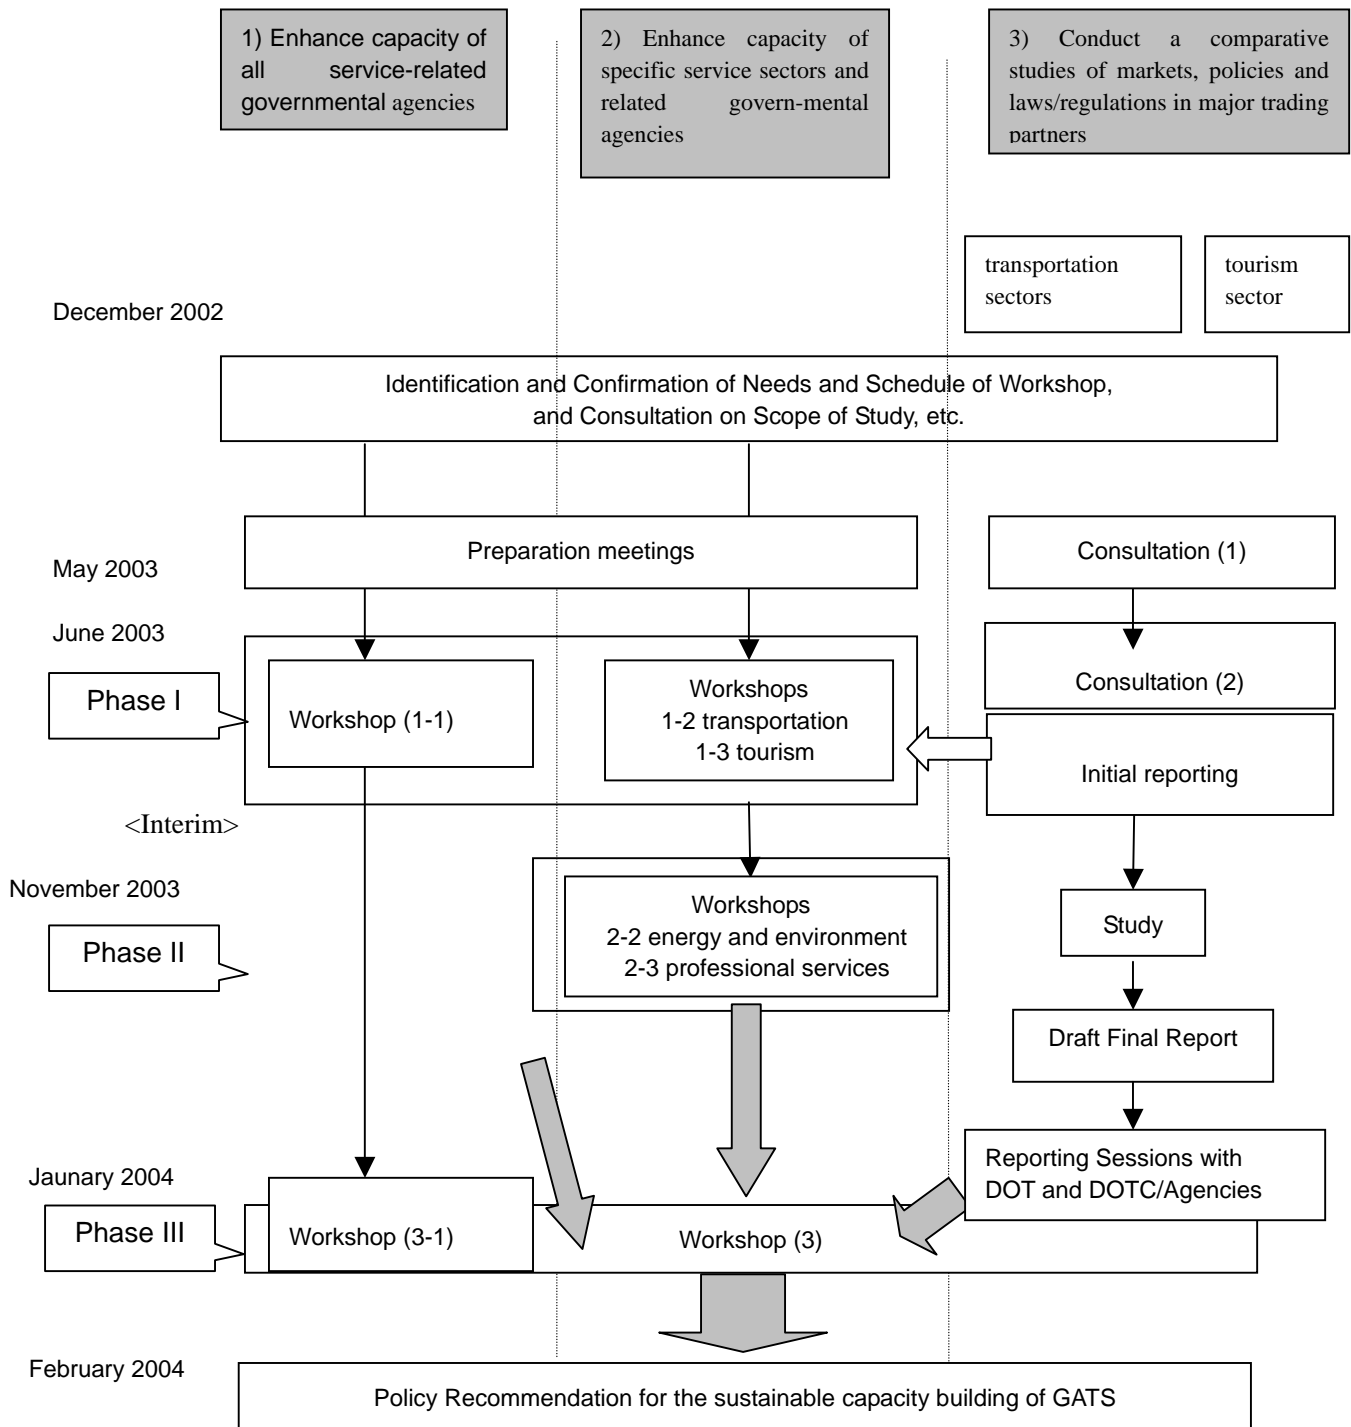 1) Enhance capacity of
all service-related
governmental agencies
2) Enhance capacity of
specific service sectors and
related govern-mental
agencies
3) Conduct a comparative
studies of markets, policies and
laws/regulations in major trading
partners
transportation
sectors
tourism
sector
December 2002
Identification and Confirmation of Needs and Schedule of Workshop,
and Consultation on Scope of Study, etc.
Preparation meetings
Consultation (1)
May 2003
June 2003
Consultation (2)
Phase I
Workshop (1-1)
Workshops
1-2 transportation
1-3 tourism
Initial reporting
<Interim>
November 2003
Workshops
2-2 energy and environment
2-3 professional services
Study
Phase II
Draft Final Report
Reporting Sessions with
DOT and DOTC/Agencies
Jaunary 2004
Phase III
Workshop (3-1)
Workshop (3)
February 2004
Policy Recommendation for the sustainable capacity building of GATS